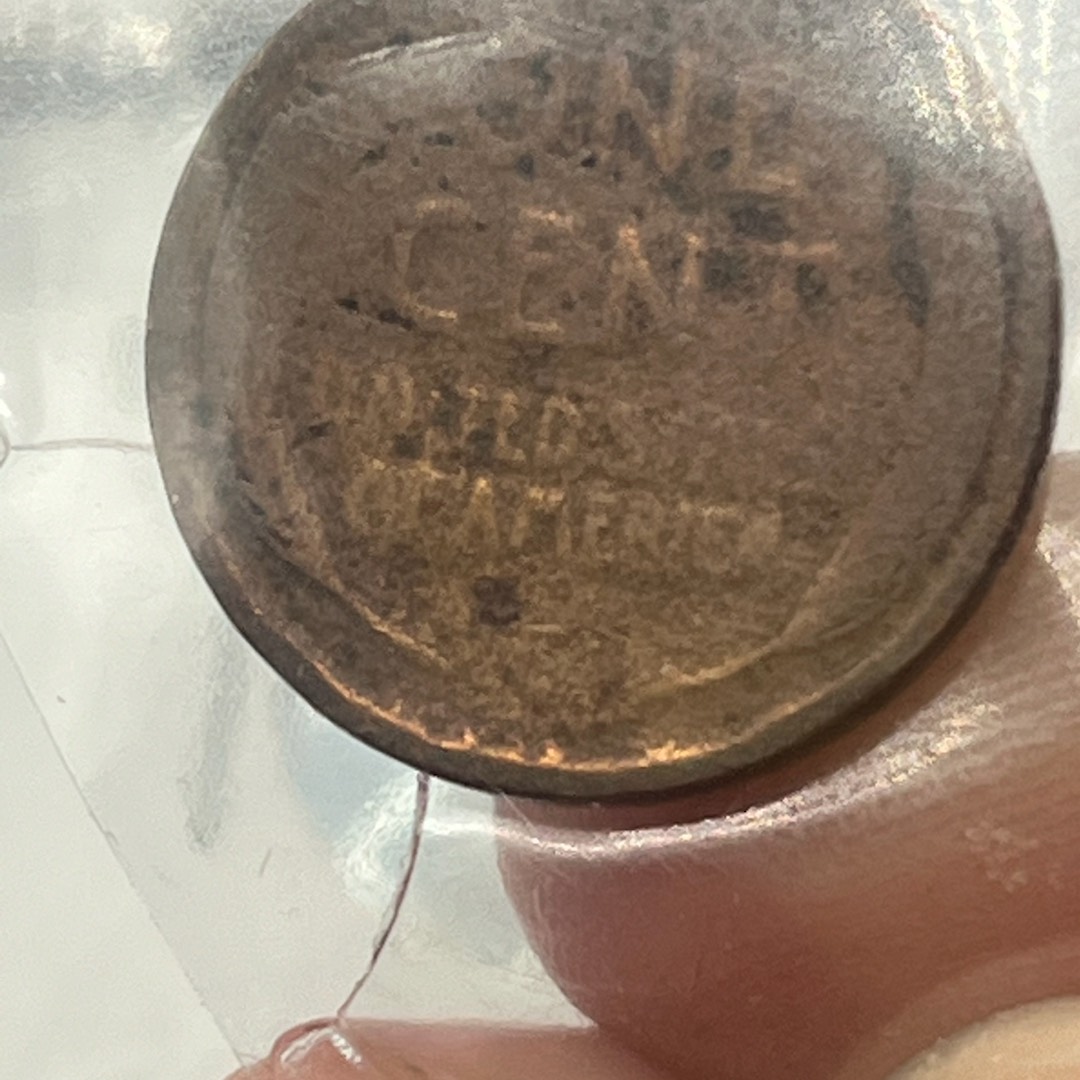 ONE
CENT
UNITED STATES
OF AMERICA